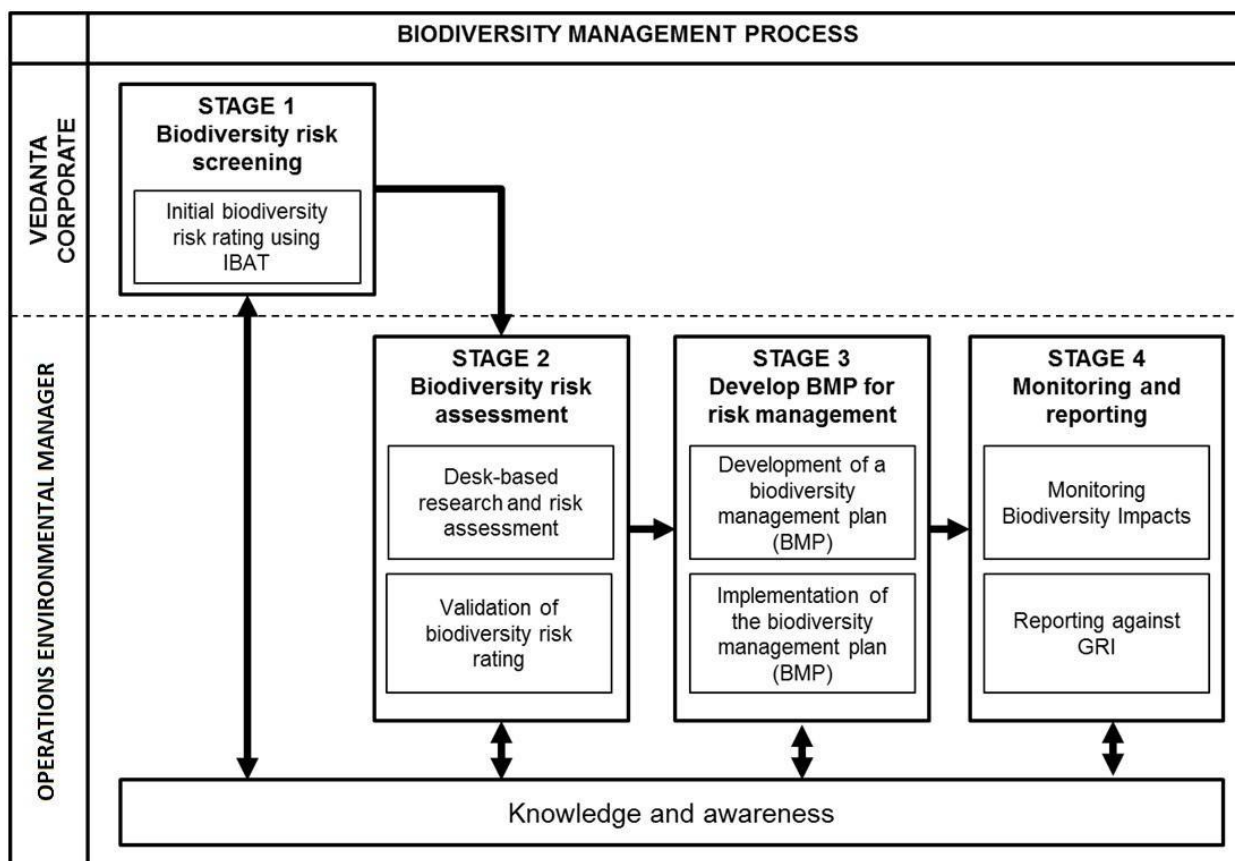 BIODIVERSITY MANAGEMENT PROCESS
VEDANTA
CORPORATE
STAGE 1
Biodiversity risk
screening
Initial biodiversity
risk rating using
IBAT
OPERATIONS ENVIRONMENTAL MANAGER
STAGE 2
Biodiversity risk
assessment
Desk-based
research and risk
assessment
Validation of
biodiversity risk
rating
STAGE 3
Develop BMP for
risk management
Development of a
biodiversity
management plan
(BMP)
Implementation of
the biodiversity
management plan
(BMP)
STAGE 4
Monitoring and
reporting
Monitoring
Biodiversity Impacts
Reporting against
GRI
Knowledge and awareness